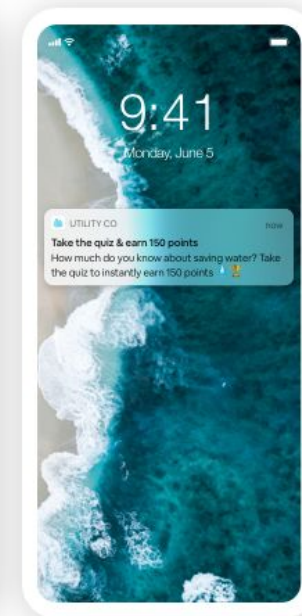 9:41
Monday, June 5
UTILITY CO
now
Take the quiz & earn 150 points
How much do you know about saving water? Take
the quiz to instantly earn 150 points 💧🏆